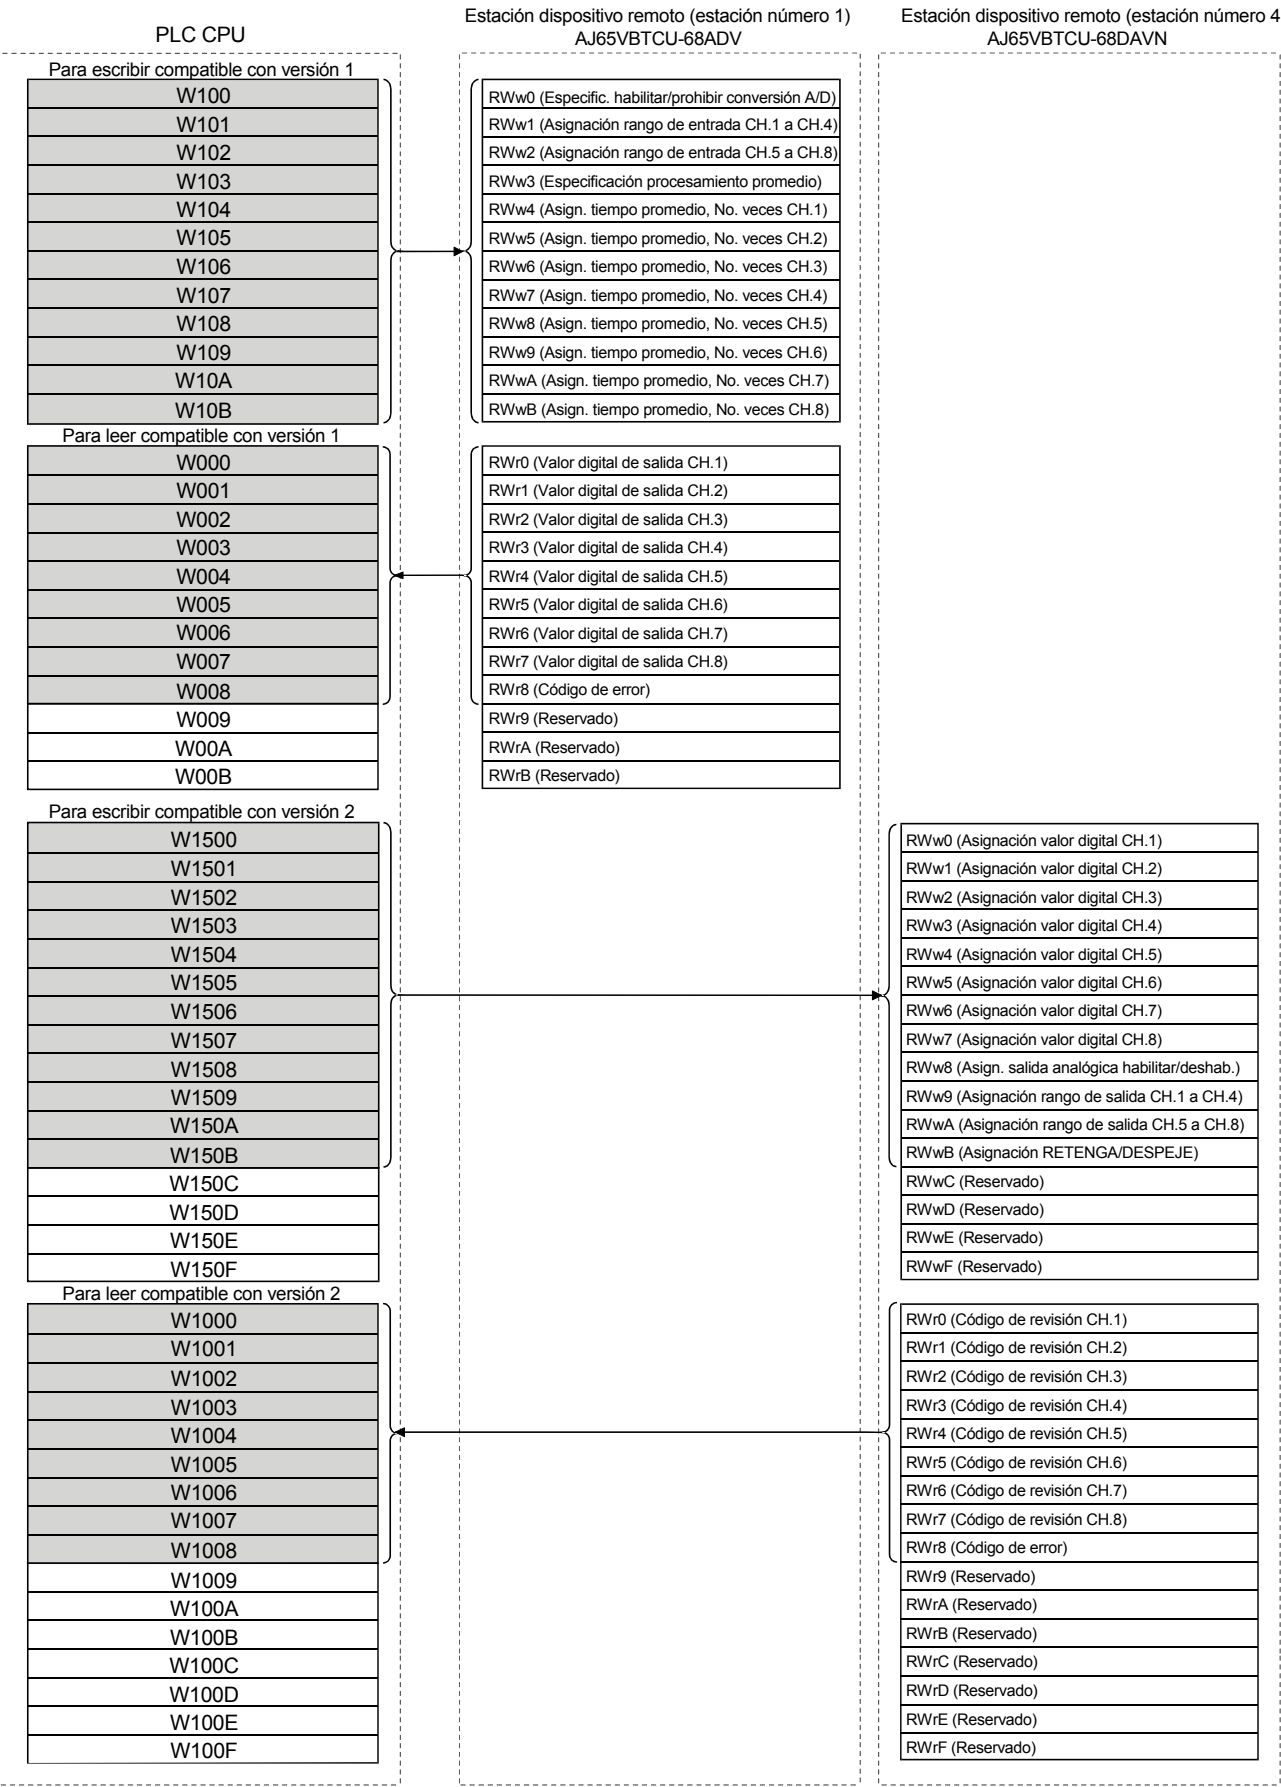 PLC CPU
Estación dispositivo remoto (estación número 1)
AJ65VBTCU-68ADV
Estación dispositivo remoto (estación número 4
AJ65VBTCU-68DAVN
Para escribir compatible con versión 1
W100
W101
W102
W103
W104
W105
W106
W107
W108
W109
W10A
W10B
RWw0 (Especific. habilitar/prohibir conversión A/D)
RWw1 (Asignación rango de entrada CH.1 a CH.4)
RWw2 (Asignación rango de entrada CH.5 a CH.8)
RWw3 (Especificación procesamiento promedio)
RWw4 (Asign. tiempo promedio, No. veces CH.1)
RWw5 (Asign. tiempo promedio, No. veces CH.2)
RWw6 (Asign. tiempo promedio, No. veces CH.3)
RWw7 (Asign. tiempo promedio, No. veces CH.4)
RWw8 (Asign. tiempo promedio, No. veces CH.5)
RWw9 (Asign. tiempo promedio, No. veces CH.6)
RWwA (Asign. tiempo promedio, No. veces CH.7)
RWwB (Asign. tiempo promedio, No. veces CH.8)
Para leer compatible con versión 1
W000
W001
W002
W003
W004
W005
W006
W007
W008
W009
W00A
W00B
RWr0 (Valor digital de salida CH.1)
RWr1 (Valor digital de salida CH.2)
RWr2 (Valor digital de salida CH.3)
RWr3 (Valor digital de salida CH.4)
RWr4 (Valor digital de salida CH.5)
RWr5 (Valor digital de salida CH.6)
RWr6 (Valor digital de salida CH.7)
RWr7 (Valor digital de salida CH.8)
RWr8 (Código de error)
RWr9 (Reservado)
RWrA (Reservado)
RWrB (Reservado)
Para escribir compatible con versión 2
W1500
W1501
W1502
W1503
W1504
W1505
W1506
W1507
W1508
W1509
W150A
W150B
W150C
W150D
W150E
W150F
RWw0 (Asignación valor digital CH.1)
RWw1 (Asignación valor digital CH.2)
RWw2 (Asignación valor digital CH.3)
RWw3 (Asignación valor digital CH.4)
RWw4 (Asignación valor digital CH.5)
RWw5 (Asignación valor digital CH.6)
RWw6 (Asignación valor digital CH.7)
RWw7 (Asignación valor digital CH.8)
RWw8 (Asign. salida analógica habilitar/deshab.)
RWw9 (Asignación rango de salida CH.1 a CH.4)
RWwA (Asignación rango de salida CH.5 a CH.8)
RWwB (Asignación RETENGA/DESPEJE)
RWwC (Reservado)
RWwD (Reservado)
RWwE (Reservado)
RWwF (Reservado)
Para leer compatible con versión 2
W1000
W1001
W1002
W1003
W1004
W1005
W1006
W1007
W1008
W1009
W100A
W100B
W100C
W100D
W100E
W100F
RWr0 (Código de revisión CH.1)
RWr1 (Código de revisión CH.2)
RWr2 (Código de revisión CH.3)
RWr3 (Código de revisión CH.4)
RWr4 (Código de revisión CH.5)
RWr5 (Código de revisión CH.6)
RWr6 (Código de revisión CH.7)
RWr7 (Código de revisión CH.8)
RWr8 (Código de error)
RWr9 (Reservado)
RWrA (Reservado)
RWrB (Reservado)
RWrC (Reservado)
RWrD (Reservado)
RWrE (Reservado)
RWrF (Reservado)